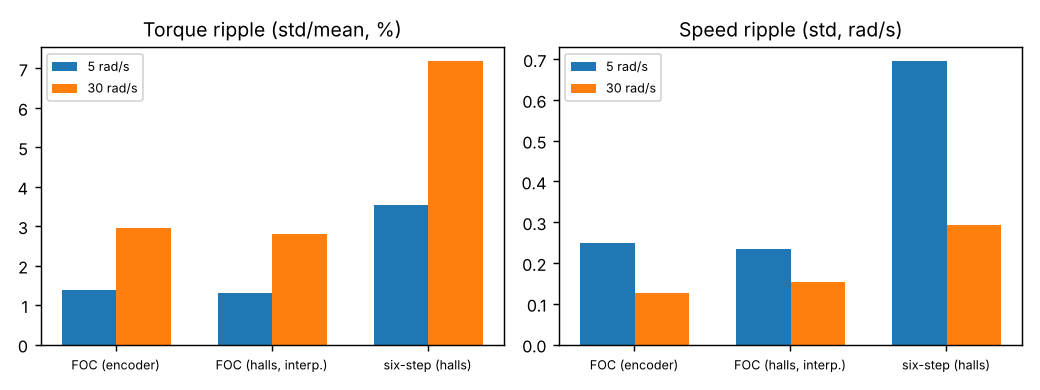 Torque ripple (std/mean, %)
5 rad/s
30 rad/s
7
6
5
4
3
2
1
0
FOC (encoder)
FOC (halls, interp.)
six-step (halls)
Speed ripple (std, rad/s)
5 rad/s
30 rad/s
0.7
0.6
0.5
0.4
0.3
0.2
0.1
0.0
FOC (encoder)
FOC (halls, interp.)
six-step (halls)